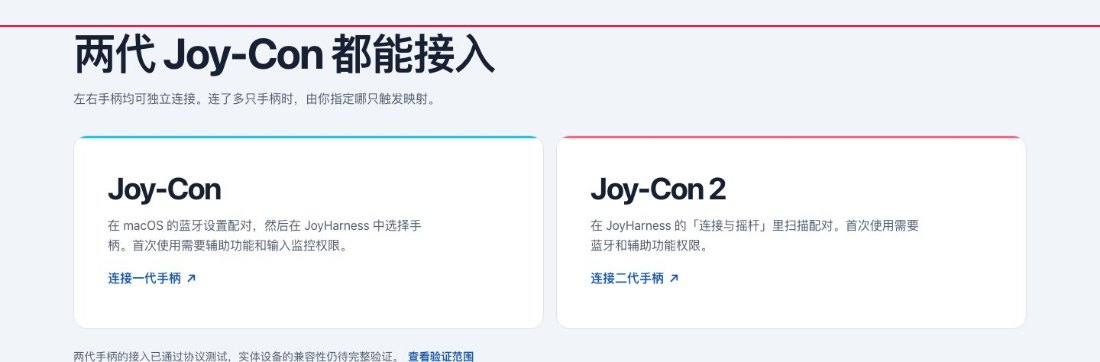 两代 Joy-Con 都能接入
左右手柄均可独立连接。连了多只手柄时，由你指定哪只触发映射。
Joy-Con
在 macOS 的蓝牙设置配对，然后在 JoyHarness 中选择手
柄。首次使用需要辅助功能和输入监控权限。
连接一代手柄 ↗
Joy-Con 2
在 JoyHarness 的「连接与摇杆」里扫描配对。首次使用需要
蓝牙和辅助功能权限。
连接二代手柄 ↗
两代手柄的接入已通过协议测试，实体设备的兼容性仍待完整验证。 查看验证范围